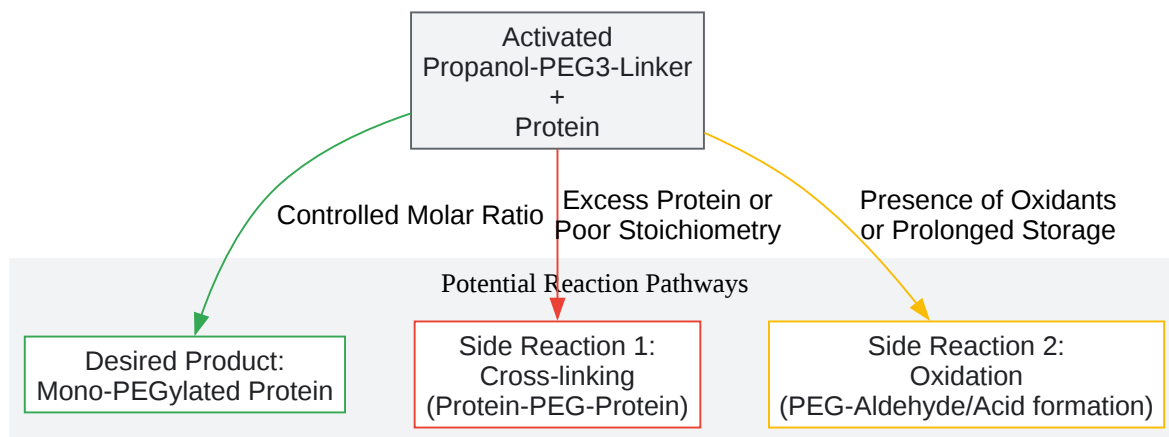 Activated
Propanol-PEG3-Linker
+
Protein
Controlled Molar Ratio
Excess Protein or
Poor Stoichiometry
Presence of Oxidants
or Prolonged Storage
Potential Reaction Pathways
Desired Product:
Mono-PEGylated Protein
Side Reaction 1:
Cross-linking
(Protein-PEG-Protein)
Side Reaction 2:
Oxidation
(PEG-Aldehyde/Acid formation)